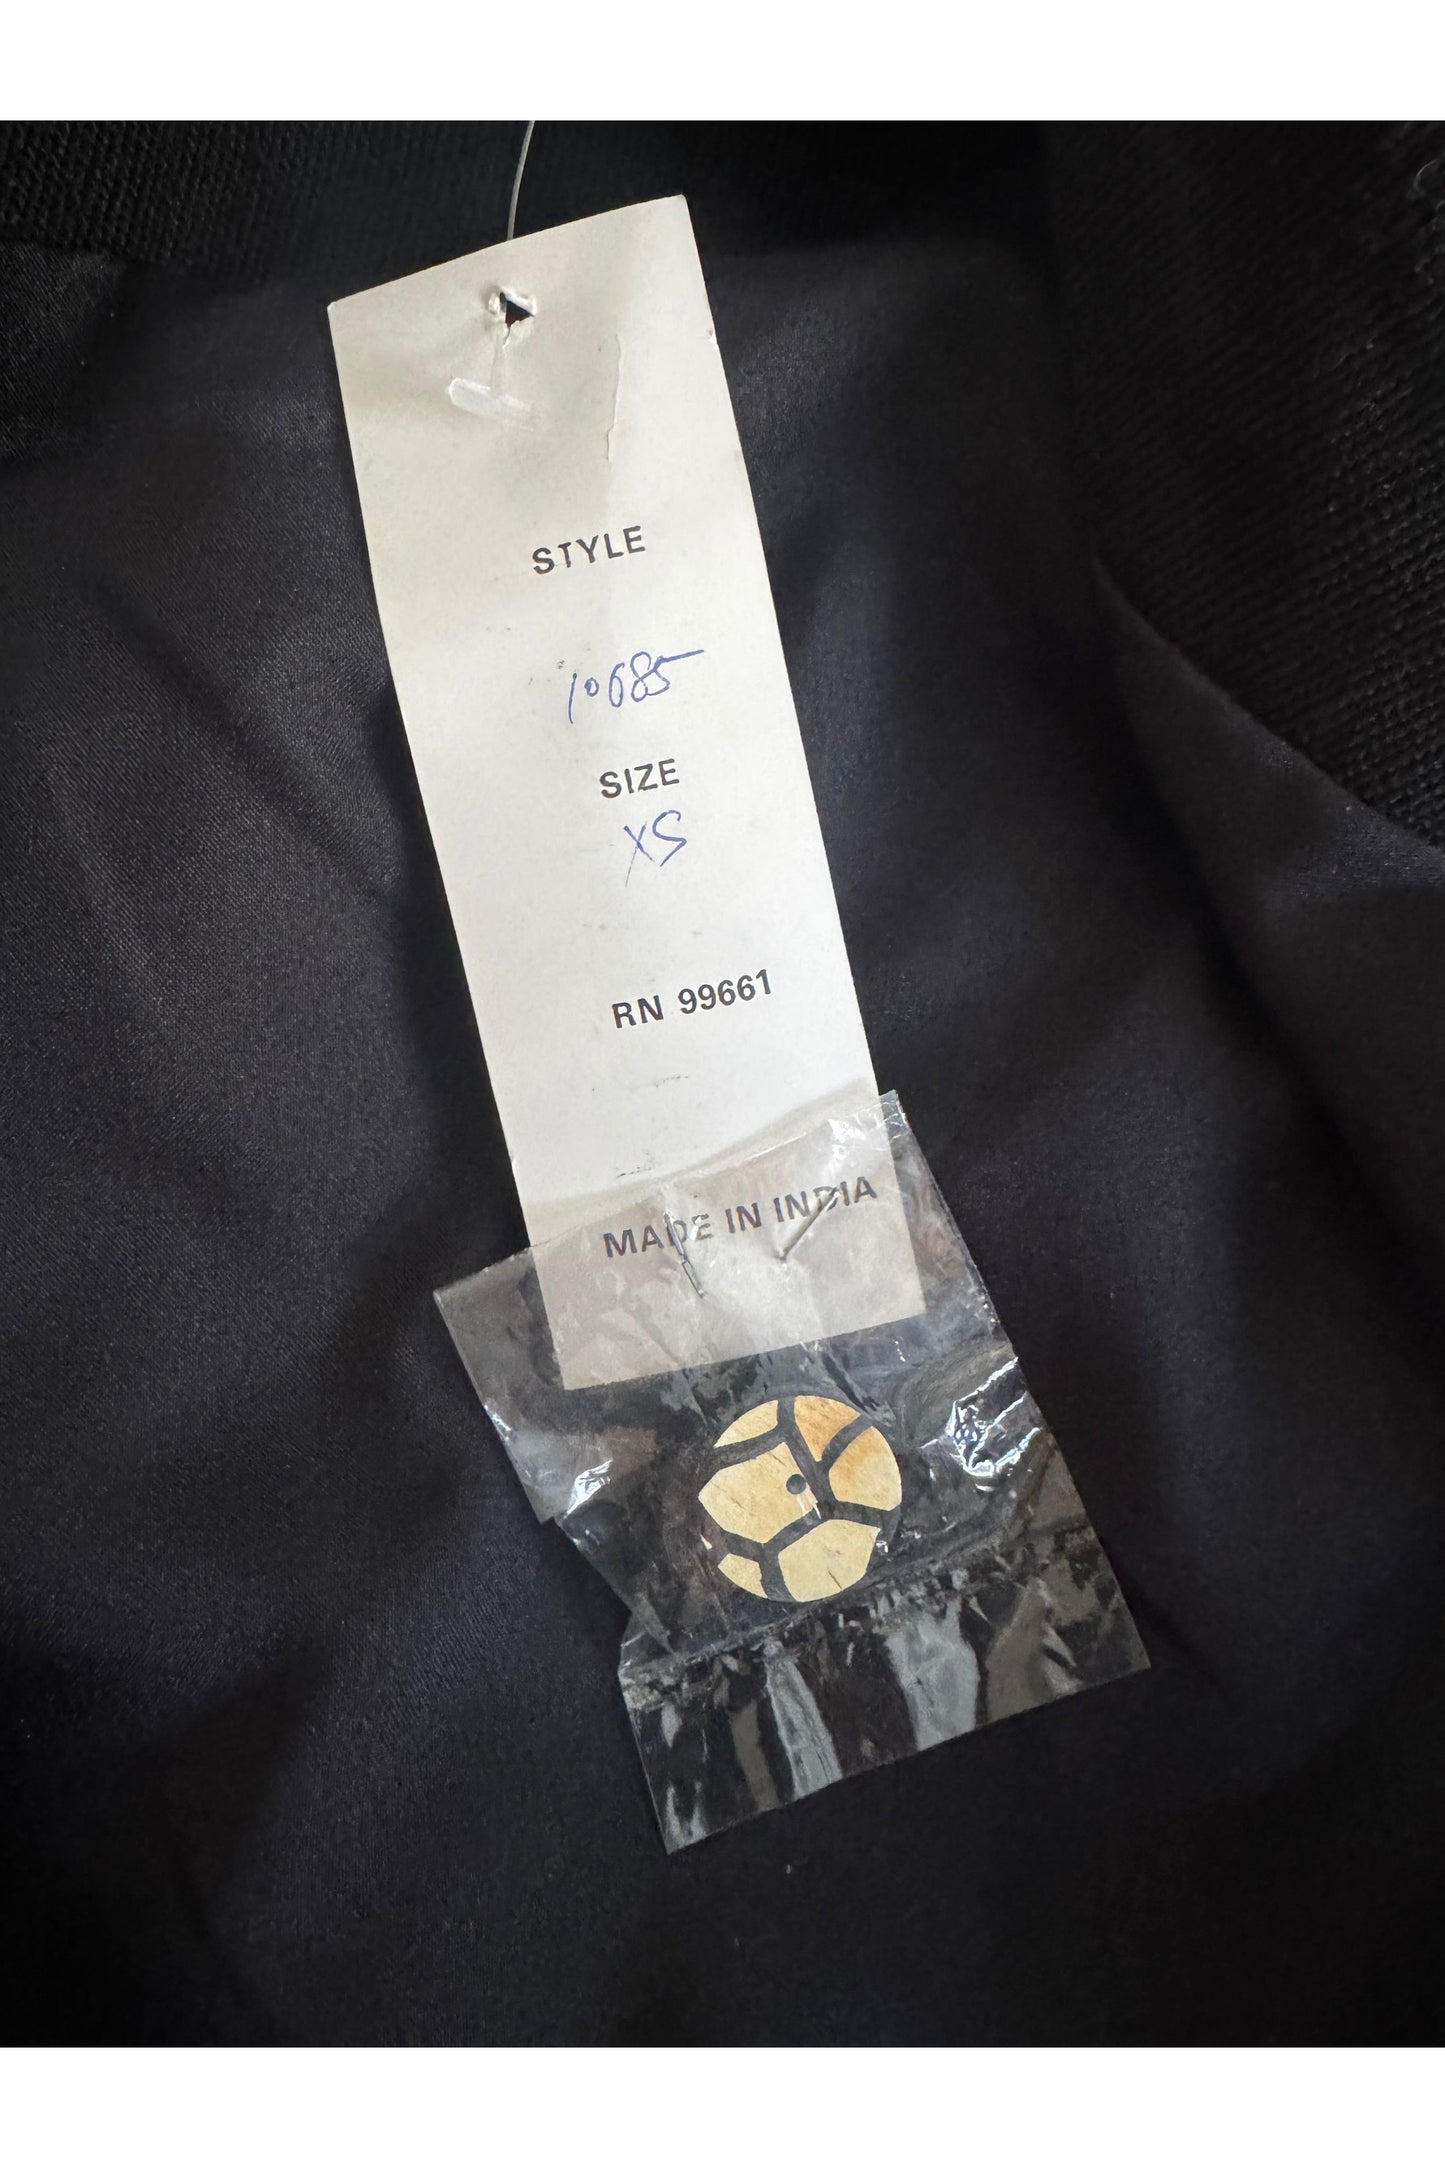 STYLE
10685
SIZE
XS
RN 99661
MADE IN INDIA